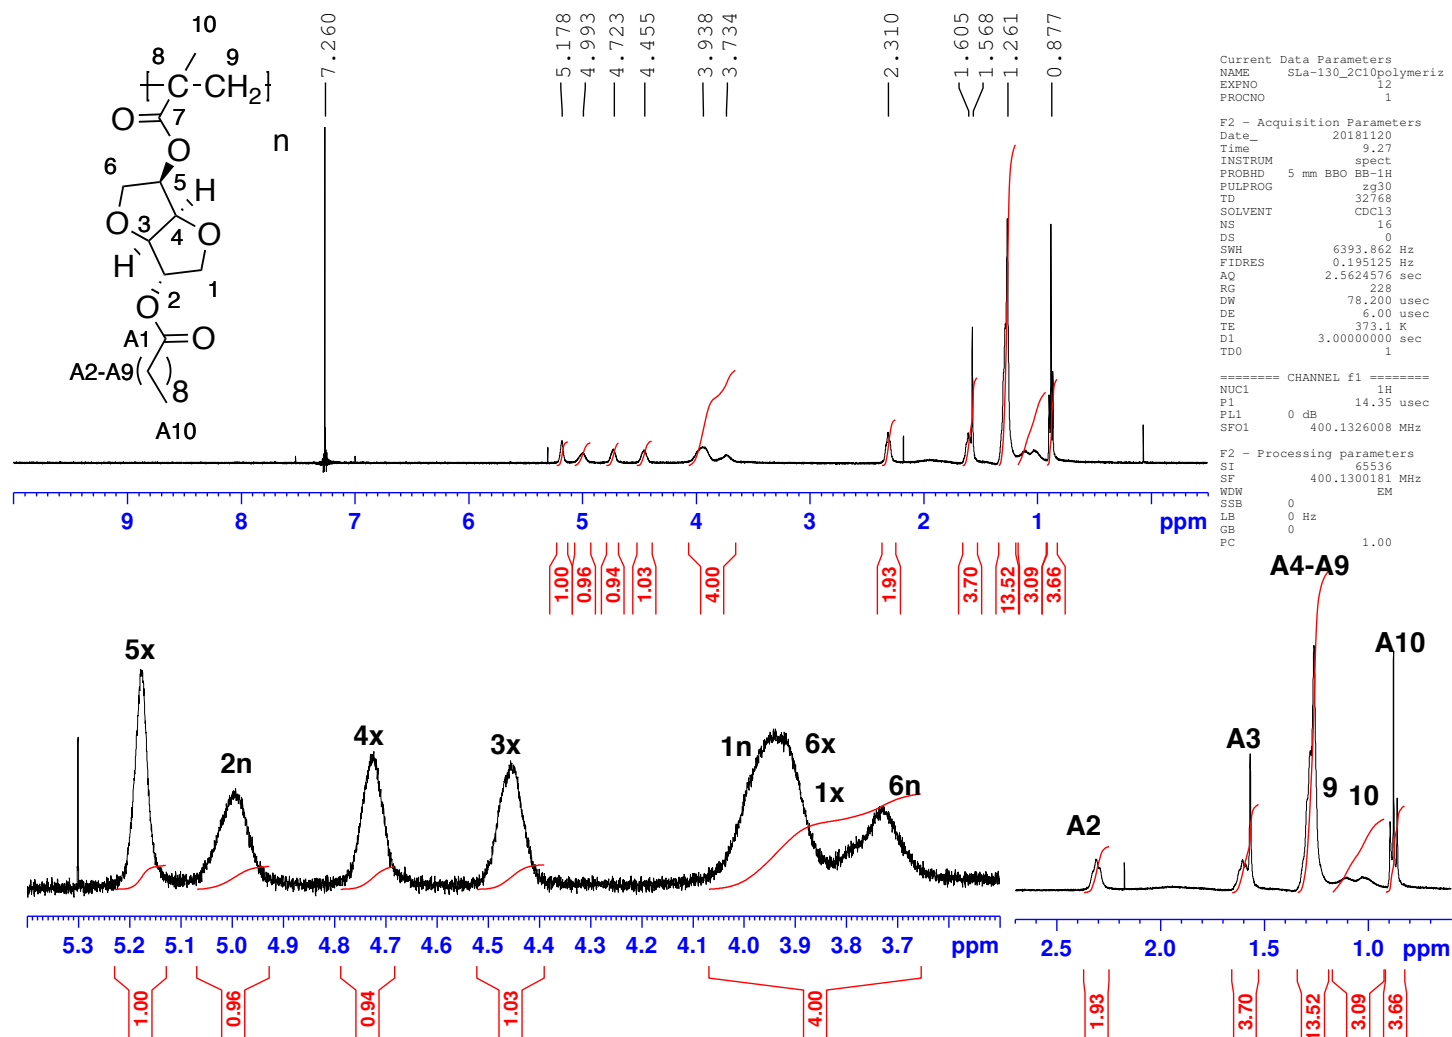 10
8
9
CH2
O
7
n
O
6
5
H
O
3
4
O
H
2
1
O
A1
O
A2-A9
8
A10
7.260
5.178
4.993
4.723
4.455
3.938
3.734
2.310
1.605
1.568
1.261
0.877
Current Data Parameters
NAME SLa-130_2C10polymeriz
EXPNO 12
PROCNO 1
F2 - Acquisition Parameters
Date_ 20181120
Time 9.27
INSTRUM spect
PROBHD 5 mm BBO BB-1H
PULPROG zg30
TD 32768
SOLVENT CDCl3
NS 16
DS 0
SWH 6393.862 Hz
FIDRES 0.195125 Hz
AQ 2.5624576 sec
RG 228
DW 78.200 usec
DE 6.00 usec
TE 373.1 K
D1 3.00000000 sec
TD0 1
======== CHANNEL f1 ========
NUC1 1H
P1 14.35 usec
PL1 0 dB
SFO1 400.1326008 MHz
F2 - Processing parameters
SI 65536
SF 400.1300181 MHz
WDW EM
SSB 0
LB 0 Hz
GB 0
PC 1.00
9 8 7 6 5 4 3 2 1 ppm
1.00 0.96 0.94 1.03 4.00 1.93 3.70 13.52 3.09 3.66
5x
2n
4x
3x
1n
6x
1x
6n
A2
A3
A4-A9
9
10
A10
5.3 5.2 5.1 5.0 4.9 4.8 4.7 4.6 4.5 4.4 4.3 4.2 4.1 4.0 3.9 3.8 3.7 ppm
2.5 2.0 1.5 1.0 ppm
1.00 0.96 0.94 1.03 4.00
1.93 3.70 13.52 3.09 3.66